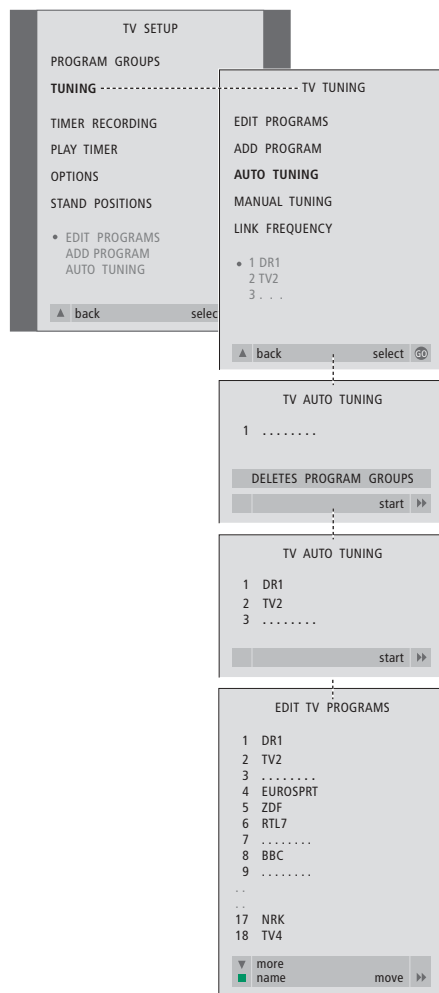 TV SETUP
PROGRAM GROUPS
TUNING
TIMER RECORDING
PLAY TIMER
OPTIONS
STAND POSITIONS
• EDIT PROGRAMS
ADD PROGRAM
AUTO TUNING
▲ back selec
TV TUNING
EDIT PROGRAMS
ADD PROGRAM
AUTO TUNING
MANUAL TUNING
LINK FREQUENCY
• 1 DR1
2 TV2
3 . . .
▲ back select GO
TV AUTO TUNING
1 ........
DELETES PROGRAM GROUPS
start
TV AUTO TUNING
1 DR1
2 TV2
3 ........
start
EDIT TV PROGRAMS
1 DR1
2 TV2
3 ........
4 EUROSPRT
5 ZDF
6 RTL7
7 ........
8 BBC
9 ........
. .
. .
17 NRK
18 TV4
▼ more
name move